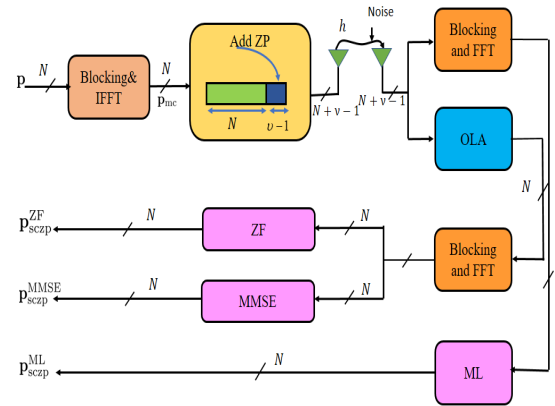 p
N
Blocking&
IFFT
N
p_mc
Add ZP
N
υ−1
h
Noise
N + ν − 1
N + ν − 1
Blocking
and FFT
OLA
N
p_sczp^ZF
N
ZF
N
Blocking
and FFT
p_sczp^MMSE
N
MMSE
N
p_sczp^ML
N
ML